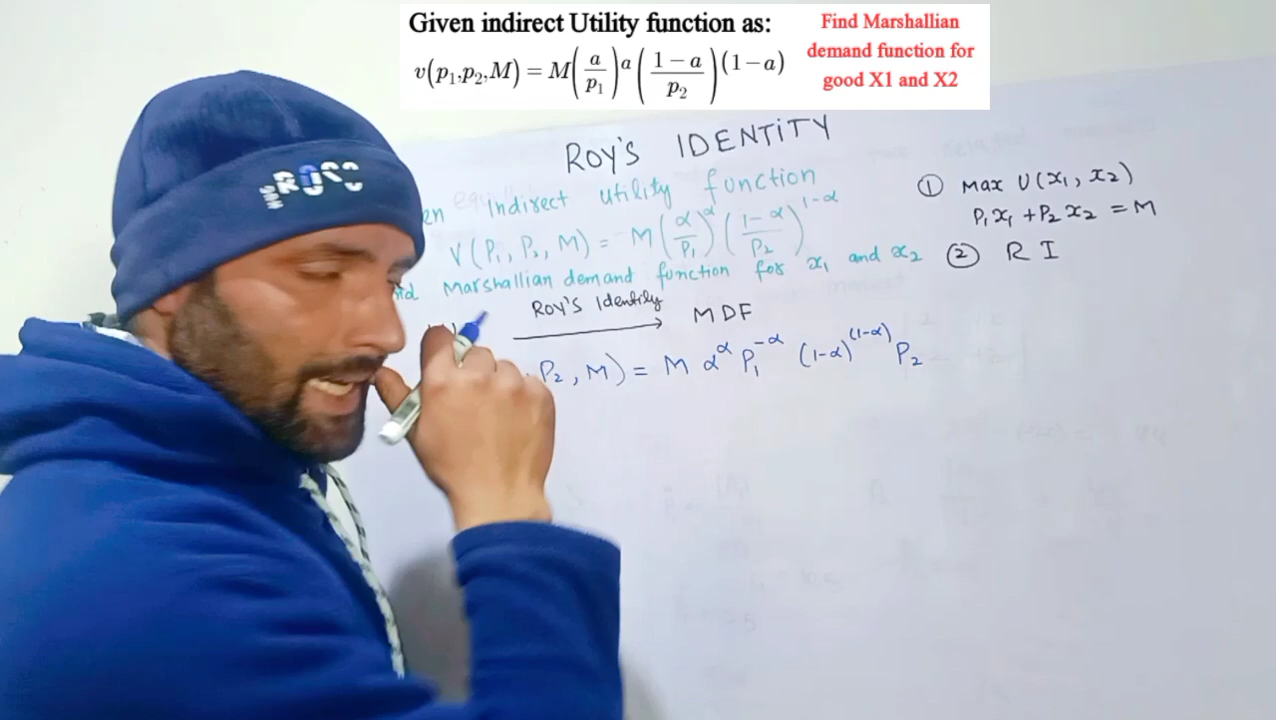 Given indirect Utility function as:
v(p₁,p₂,M) = M(a/p₁)a((1−a)/p₂)(1−a)
Find Marshallian
demand function for
good X1 and X2
ROY'S IDENTITY
en Indirect Utility function
V(P₁, P₂, M) = M(α/P₁)^α ((1-α)/P₂)^(1-α)
Marshallian demand function for x₁ and x₂
ROY'S Identity
MDF
P₂, M) = M α^α P₁^-α (1-α)^(1-α) P₂
① Max U(x₁, x₂)
P₁x₁ + P₂x₂ = M
② R I